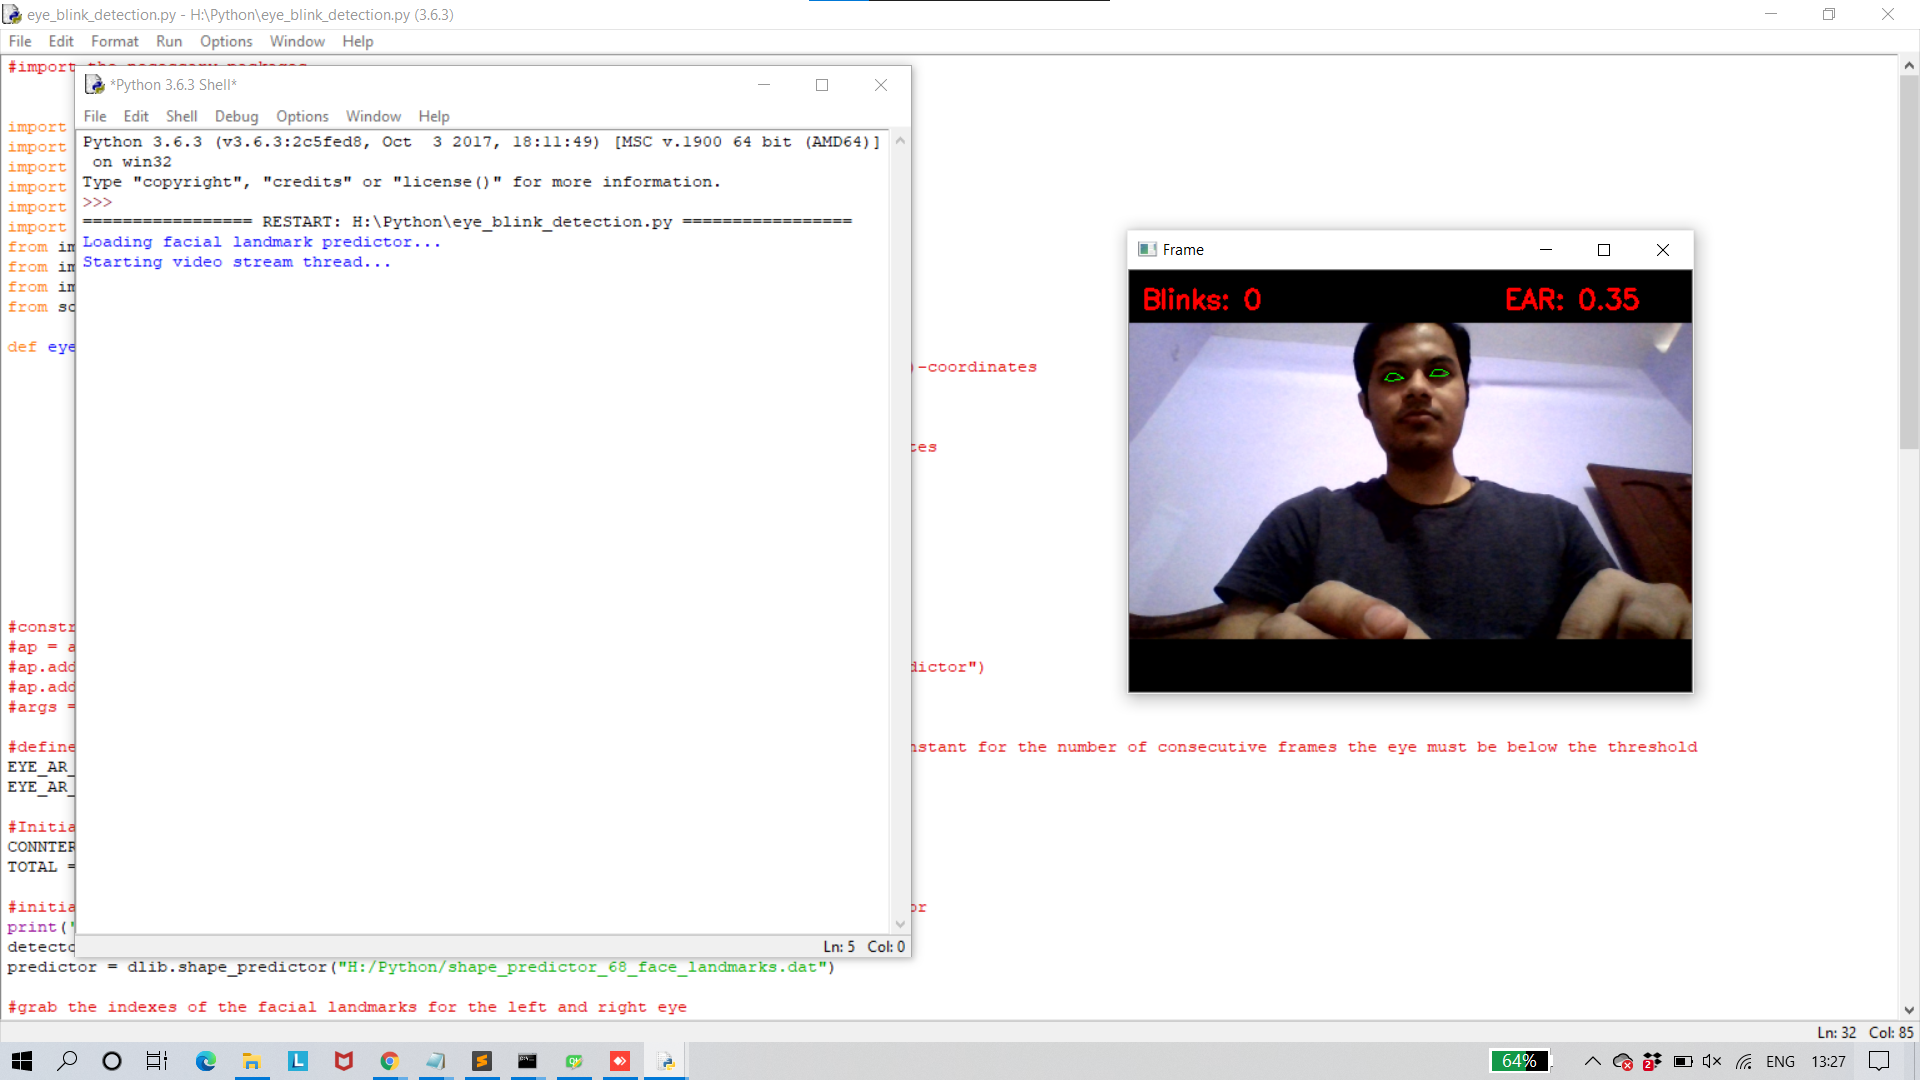 eye_blink_detection.py - H:\Python\eye_blink_detection.py (3.6.3)
File Edit Format Run Options Window Help
#import the necessary packages
*Python 3.6.3 Shell*
File Edit Shell Debug Options Window Help
Python 3.6.3 (v3.6.3:2c5fed8, Oct  3 2017, 18:11:49) [MSC v.1900 64 bit (AMD64)]
on win32
Type "copyright", "credits" or "license()" for more information.
>>>
================= RESTART: H:\Python\eye_blink_detection.py =================
Loading facial landmark predictor...
Starting video stream thread...
Ln: 5 Col: 0
import
import
import
import
import
import
from im
from im
from im
from sc
def eye
)-coordinates
tes
#constr
#ap = a
#ap.add
dictor")
#ap.add
#args =
#define
nstant for the number of consecutive frames the eye must be below the threshold
EYE_AR_
EYE_AR_
#Initia
CONNTER
TOTAL =
#initia
or
print("
detecto
predictor = dlib.shape_predictor("H:/Python/shape_predictor_68_face_landmarks.dat")
#grab the indexes of the facial landmarks for the left and right eye
Ln: 32 Col: 85
Frame
Blinks: 0 EAR: 0.35
64% ENG 13:27